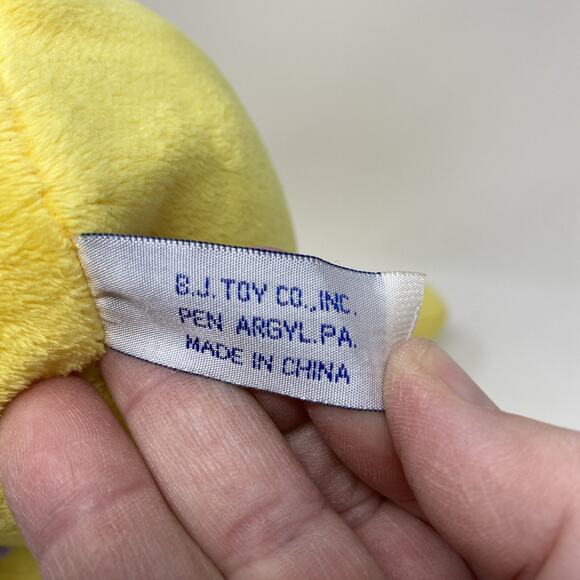 B.J. TOY CO., INC.
PEN ARGYL. PA.
MADE IN CHINA